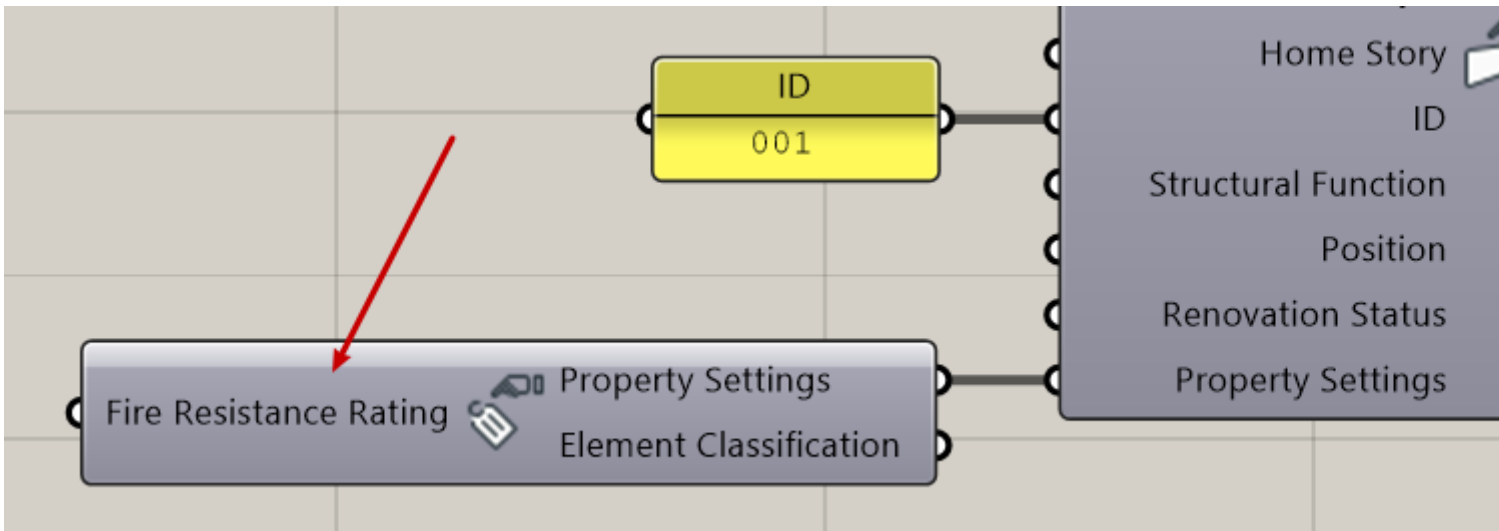 Home Story
ID
ID
001
Structural Function
Position
Renovation Status
Property Settings
Property Settings
Fire Resistance Rating
Element Classification